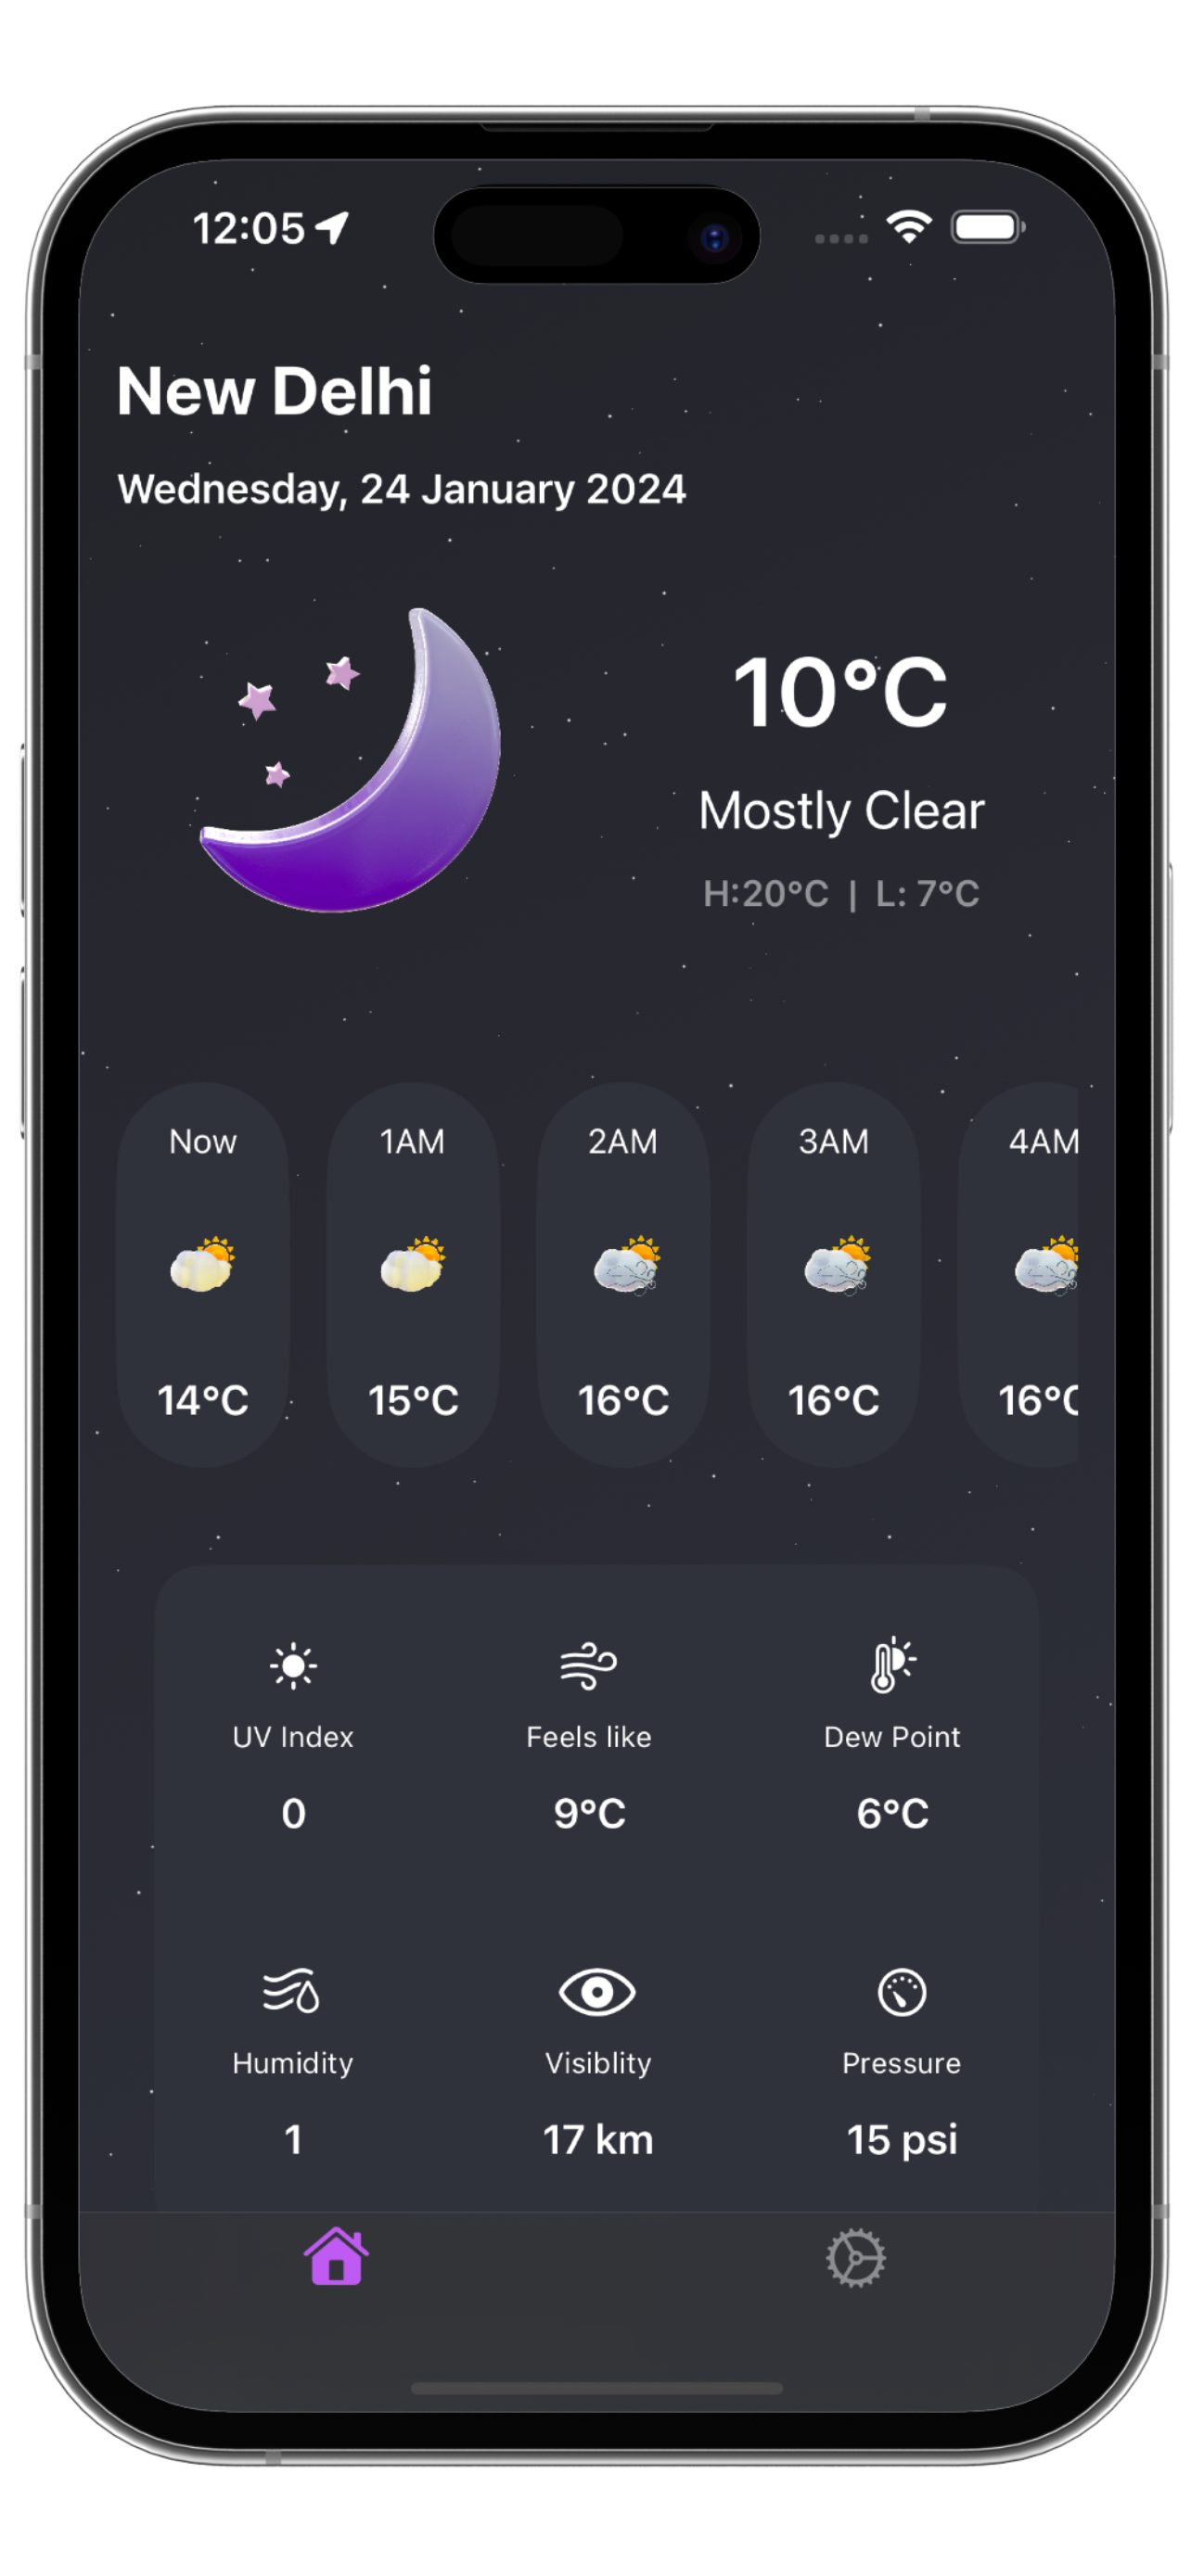 12:05
New Delhi
Wednesday, 24 January 2024
10°C
Mostly Clear
H:20°C | L: 7°C
Now 1AM 2AM 3AM 4AM
14°C 15°C 16°C 16°C 16°C
UV Index Feels like Dew Point
0 9°C 6°C
Humidity Visiblity Pressure
1 17 km 15 psi